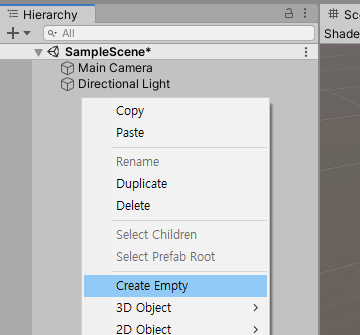 Hierarchy
All
SampleScene*
Main Camera
Directional Light
Copy
Paste
Rename
Duplicate
Delete
Select Children
Select Prefab Root
Create Empty
3D Object
2D Object
Sce
Shade